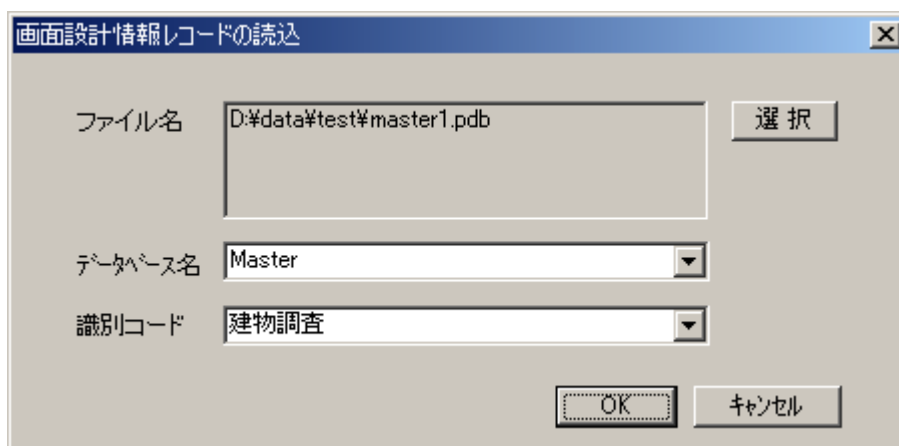 画面設計情報レコードの読込
ファイル名
D:¥data¥test¥master1.pdb
選 択
ﾃﾞｰﾀﾍﾞｰｽ名
Master
識別コード
建物調査
OK
ｷｬﾝｾﾙ